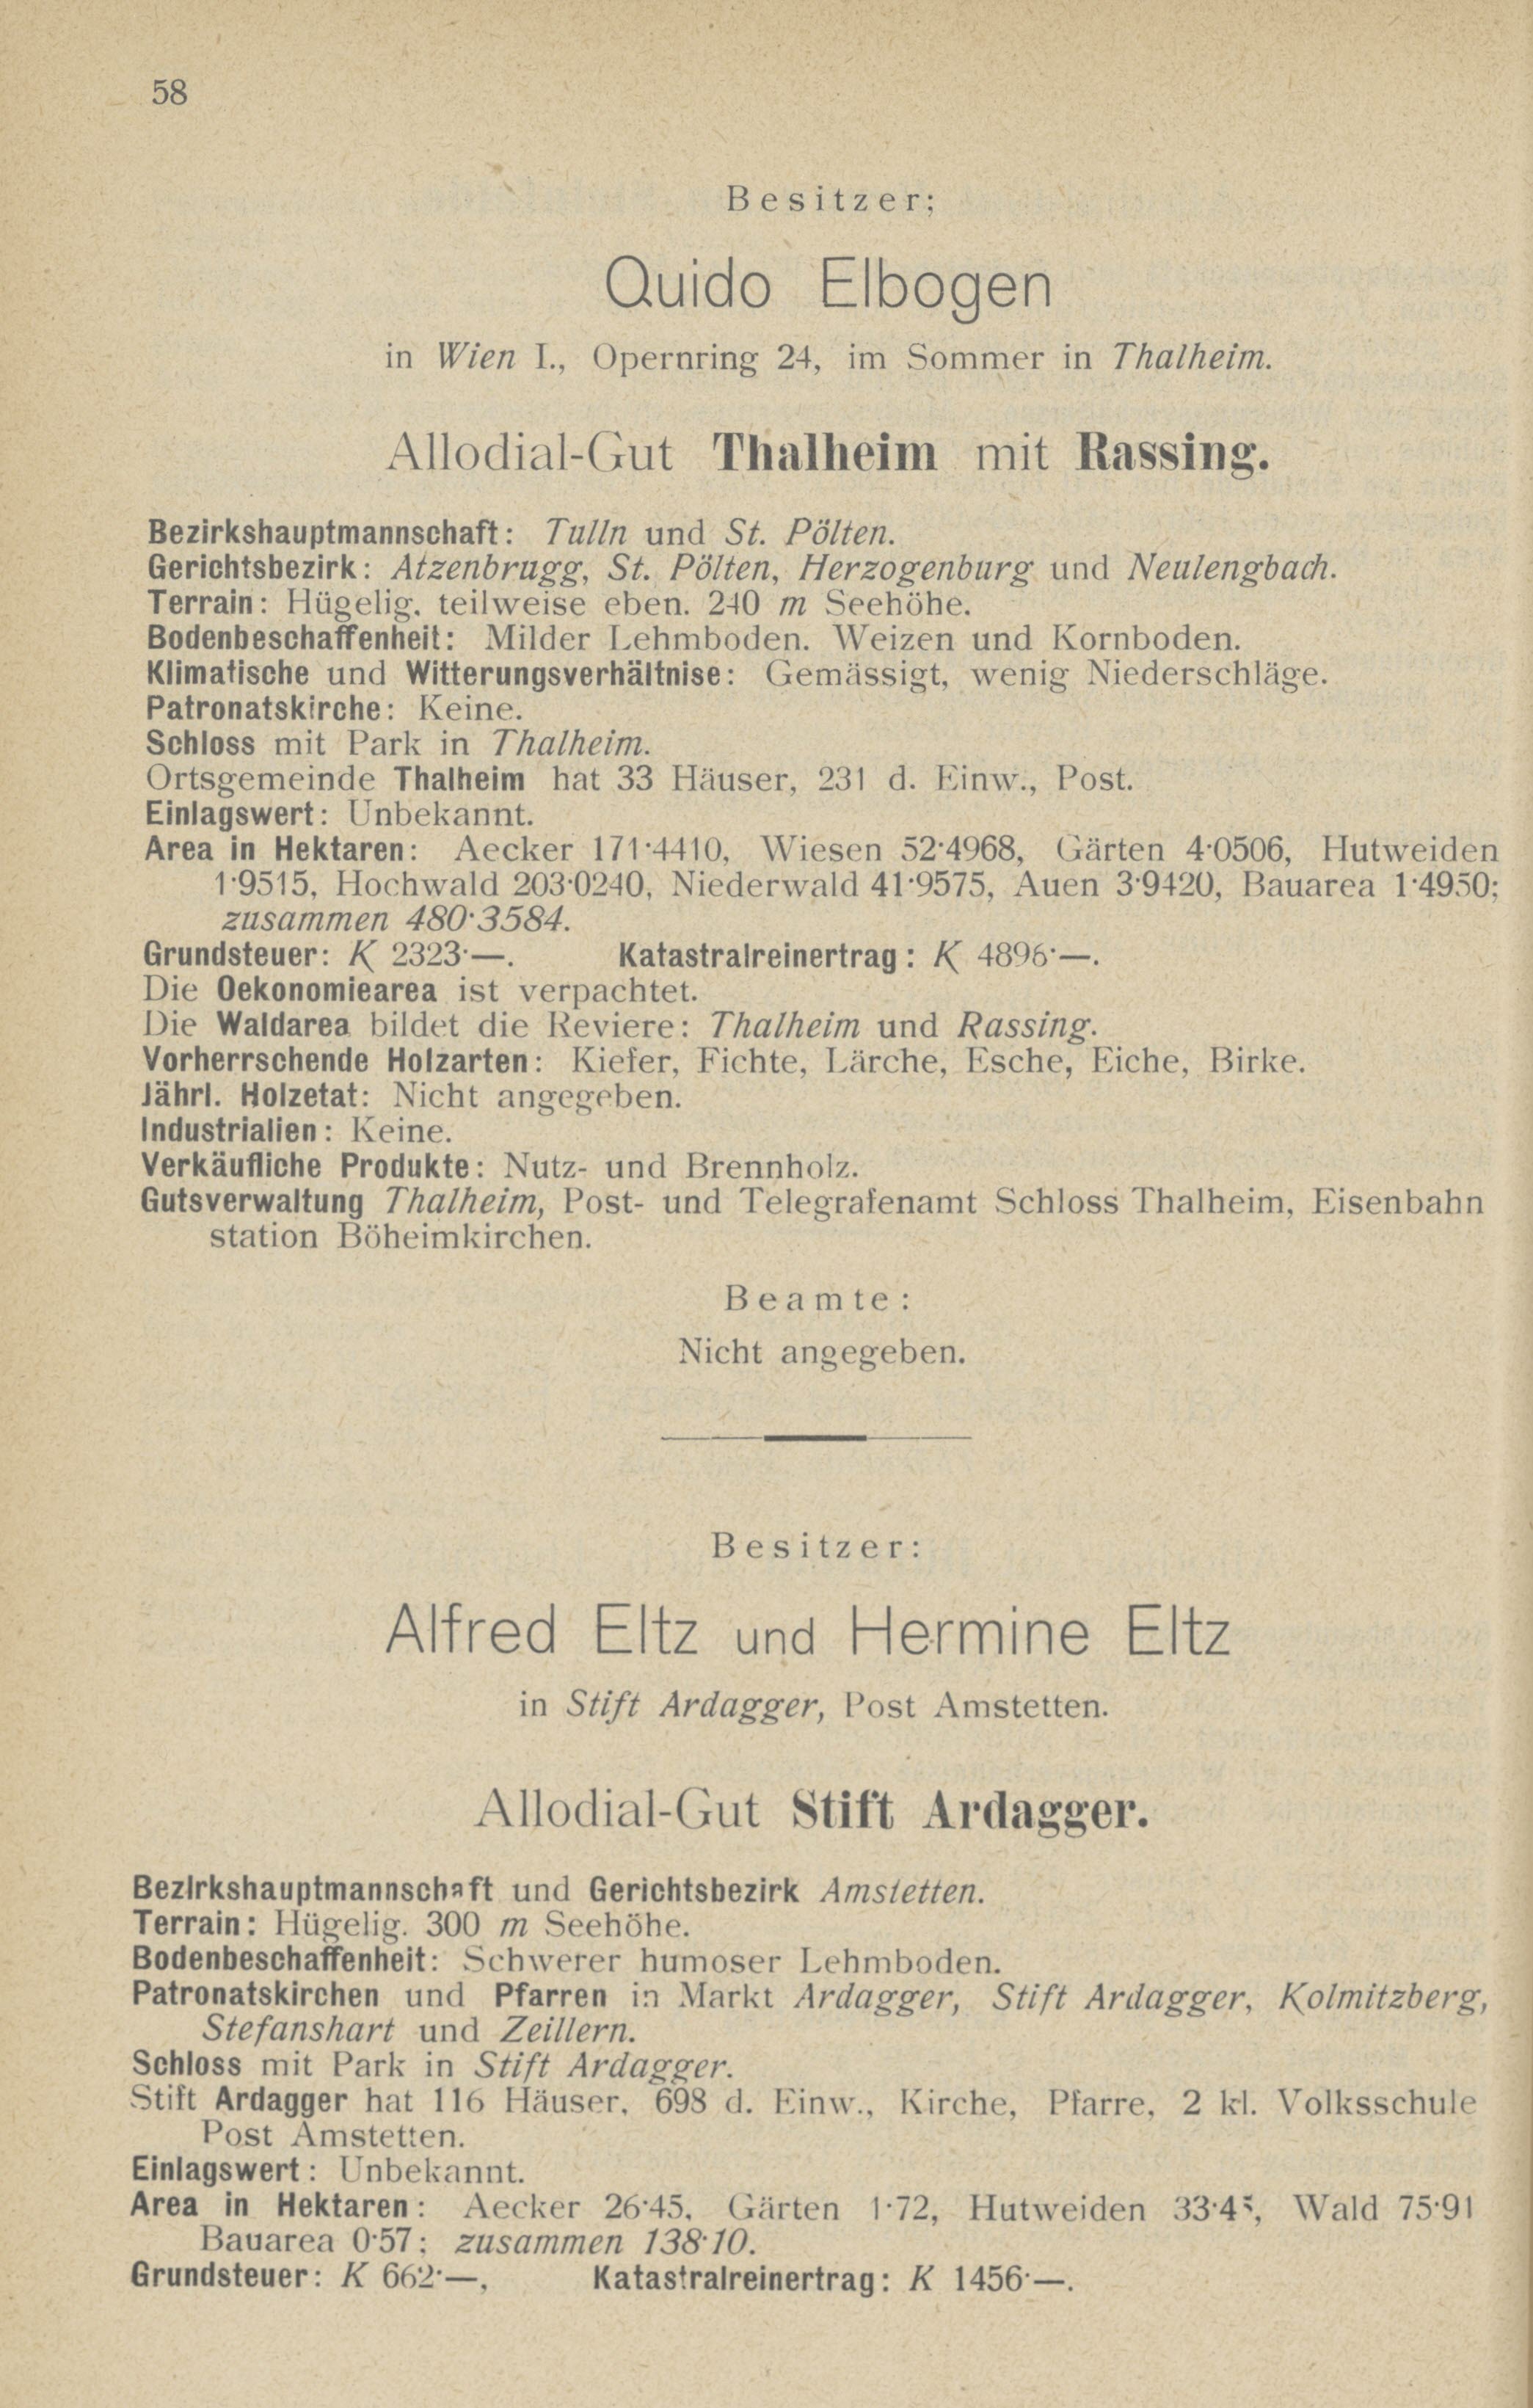 58
Besitzer;
Quido Elbogen
in Wien I., Opernring 24, im Sommer in Thalheim.
Allodial-Gut Thalheim mit Rassing.
Bezirkshauptmannschaft: Tulln und St. Pölten.
Gerichtsbezirk: Atzenbrugg, St. Pölten, Herzogenburg und Neulengbach.
Terrain: Hügelig. teilweise eben. 240 m Seehöhe.
Bodenbeschaffenheit: Milder Lehmboden. Weizen und Kornboden.
Klimatische und Witterungsverhältnise: Gemässigt, wenig Niederschläge.
Patronatskirche: Keine.
Schloss mit Park in Thalheim.
Ortsgemeinde Thalheim hat 33 Häuser, 231 d. Einw., Post.
Einlagswert: Unbekannt.
Area in Hektaren: Aecker 171·4410, Wiesen 52·4968, Gärten 4·0506, Hutweiden
1·9515, Hochwald 203·0240, Niederwald 41·9575, Auen 3·9420, Bauarea 1·4950;
zusammen 480·3584.
Grundsteuer: K 2323·—. Katastralreinertrag: K 4896·—.
Die Oekonomiearea ist verpachtet.
Die Waldarea bildet die Reviere: Thalheim und Rassing.
Vorherrschende Holzarten: Kiefer, Fichte, Lärche, Esche, Eiche, Birke.
Jährl. Holzetat: Nicht angegeben.
Industrialien: Keine.
Verkäufliche Produkte: Nutz- und Brennholz.
Gutsverwaltung Thalheim, Post- und Telegrafenamt Schloss Thalheim, Eisenbahn
station Böheimkirchen.
Beamte:
Nicht angegeben.
Besitzer:
Alfred Eltz und Hermine Eltz
in Stift Ardagger, Post Amstetten.
Allodial-Gut Stift Ardagger.
Bezirkshauptmannschaft und Gerichtsbezirk Amstetten.
Terrain: Hügelig. 300 m Seehöhe.
Bodenbeschaffenheit: Schwerer humoser Lehmboden.
Patronatskirchen und Pfarren in Markt Ardagger, Stift Ardagger, Kolmitzberg,
Stefanshart und Zeillern.
Schloss mit Park in Stift Ardagger.
Stift Ardagger hat 116 Häuser, 698 d. Einw., Kirche, Pfarre, 2 kl. Volksschule
Post Amstetten.
Einlagswert: Unbekannt.
Area in Hektaren: Aecker 26·45, Gärten 1·72, Hutweiden 33·45, Wald 75·91
Bauarea 0·57; zusammen 138·10.
Grundsteuer: K 662·—, Katastralreinertrag: K 1456·—.